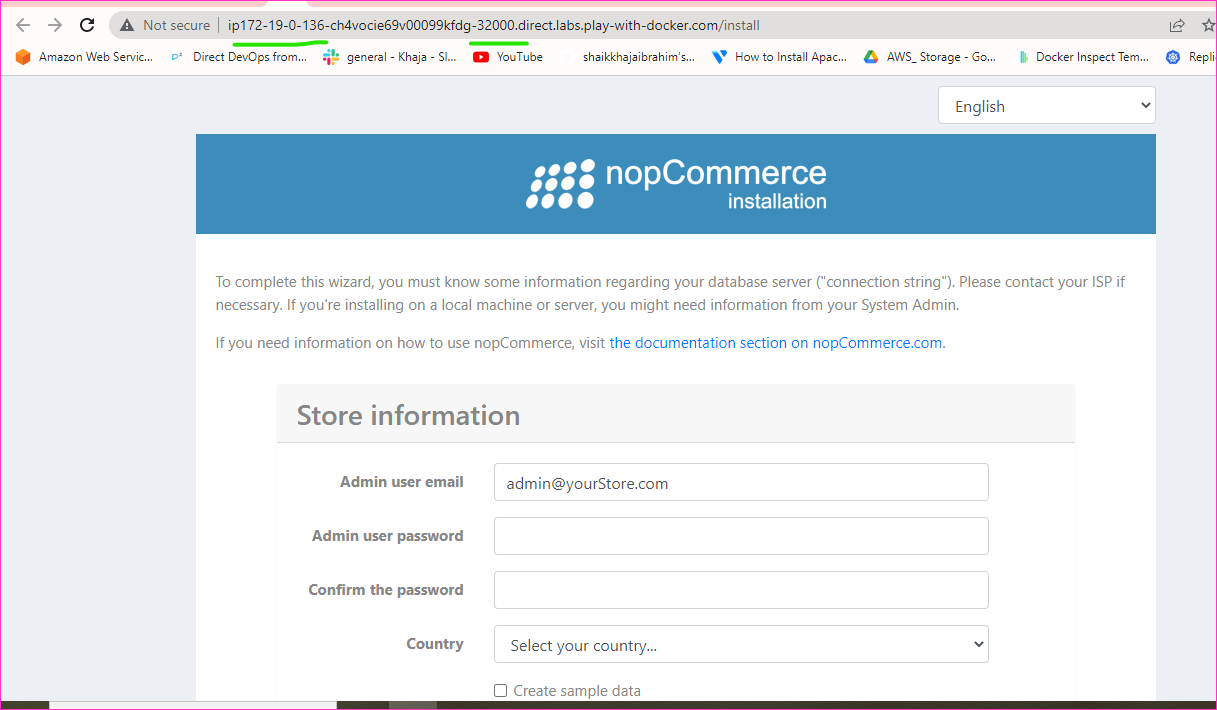 Not secure | ip172-19-0-136-ch4vocie69v00099kfdg-32000.direct.labs.play-with-docker.com/install
Amazon Web Servic... Direct DevOps from... general - Khaja - Sl... YouTube shaikkhajaibrahim's... How to Install Apac... AWS_ Storage - Go... Docker Inspect Tem... Repli
English
nopCommerce
installation
To complete this wizard, you must know some information regarding your database server ("connection string"). Please contact your ISP if
necessary. If you're installing on a local machine or server, you might need information from your System Admin.
If you need information on how to use nopCommerce, visit the documentation section on nopCommerce.com.
Store information
Admin user email admin@yourStore.com
Admin user password
Confirm the password
Country Select your country...
Create sample data